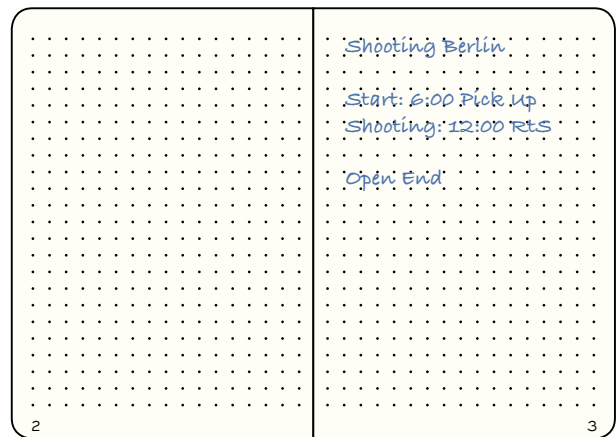 Shooting Berlin
Start: 6:00 Pick Up
Shooting: 12:00 RtS
Open End
2
3